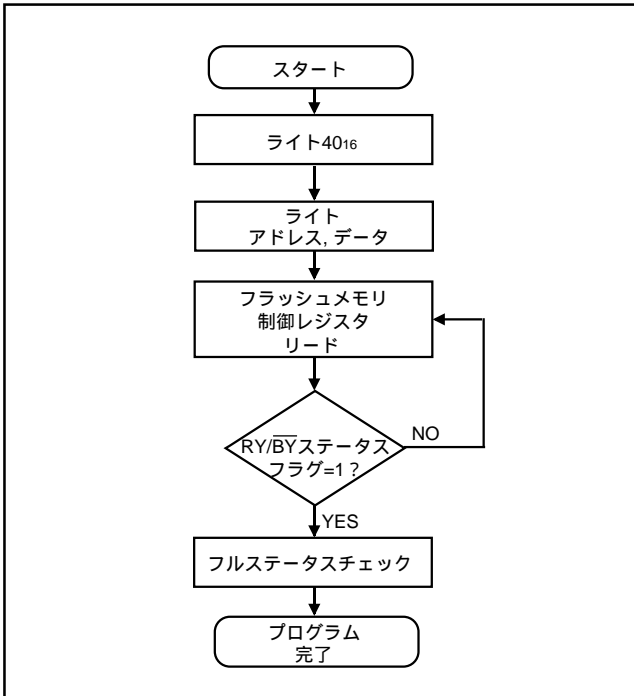 スタート
ライト40₁₆
ライト
アドレス, データ
フラッシュメモリ
制御レジスタ
リード
RY/B̅Y̅ステータス
フラグ=1？
NO
YES
フルステータスチェック
プログラム
完了